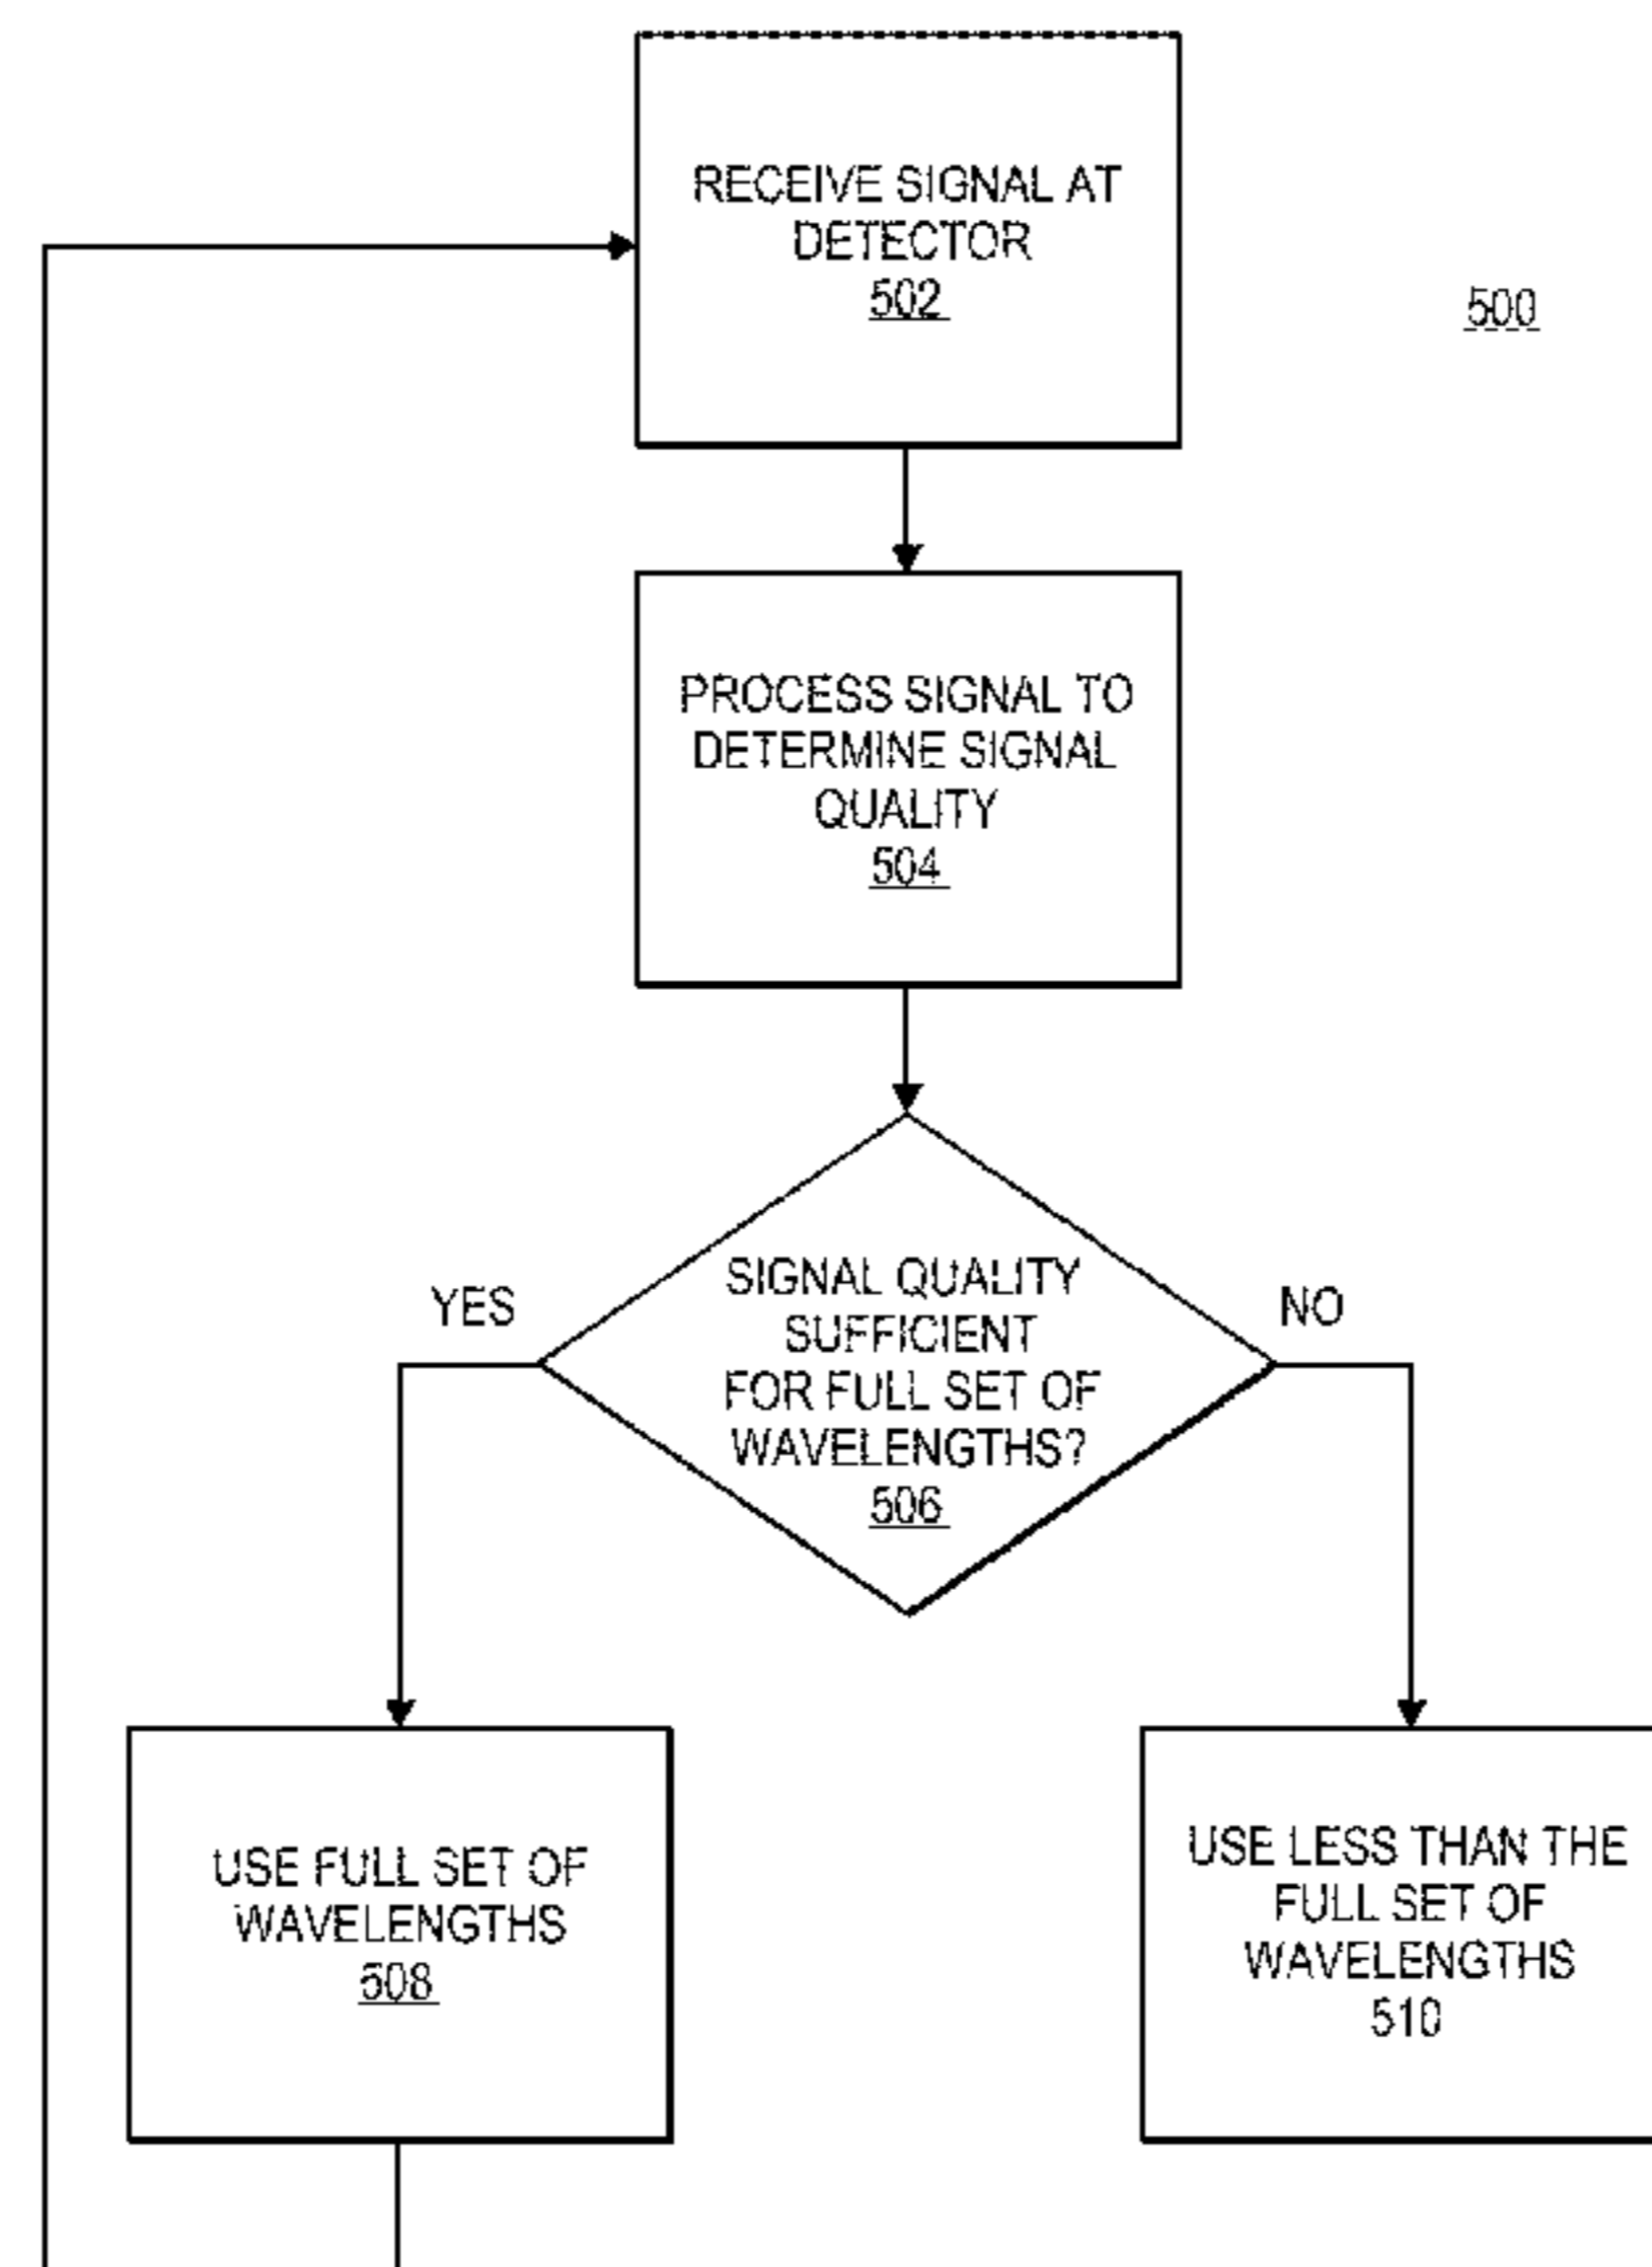 RECEIVE SIGNAL AT
DETECTOR
502
500
PROCESS SIGNAL TO
DETERMINE SIGNAL
QUALITY
504
YES
SIGNAL QUALITY
SUFFICIENT
FOR FULL SET OF
WAVELENGTHS?
506
NO
USE FULL SET OF
WAVELENGTHS
508
USE LESS THAN THE
FULL SET OF
WAVELENGTHS
510